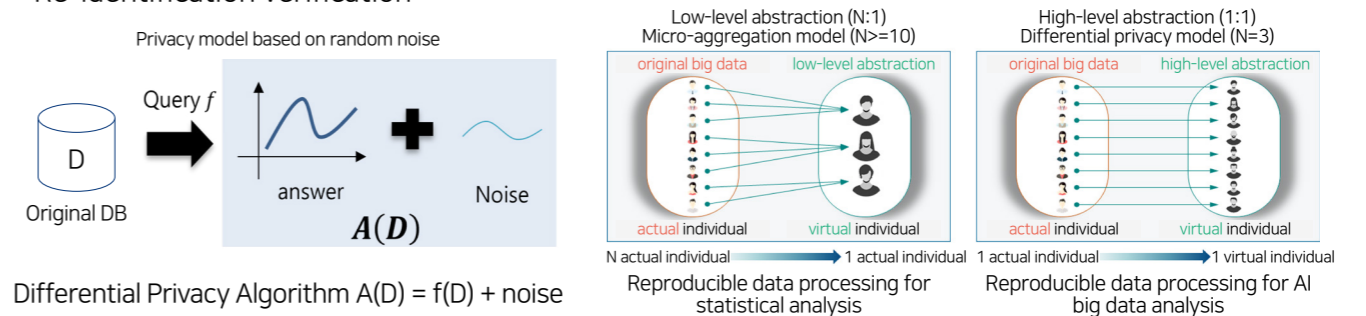 Re-identification verification
Privacy model based on random noise
Query f
D
Original DB
answer
Noise
A(D)
Differential Privacy Algorithm A(D) = f(D) + noise
Low-level abstraction (N:1)
Micro-aggregation model (N>=10)
original big data
low-level abstraction
actual individual
virtual individual
N actual individual
1 actual individual
Reproducible data processing for
statistical analysis
High-level abstraction (1:1)
Differential privacy model (N=3)
original big data
high-level abstraction
actual individual
virtual individual
1 actual individual
1 virtual individual
Reproducible data processing for AI
big data analysis